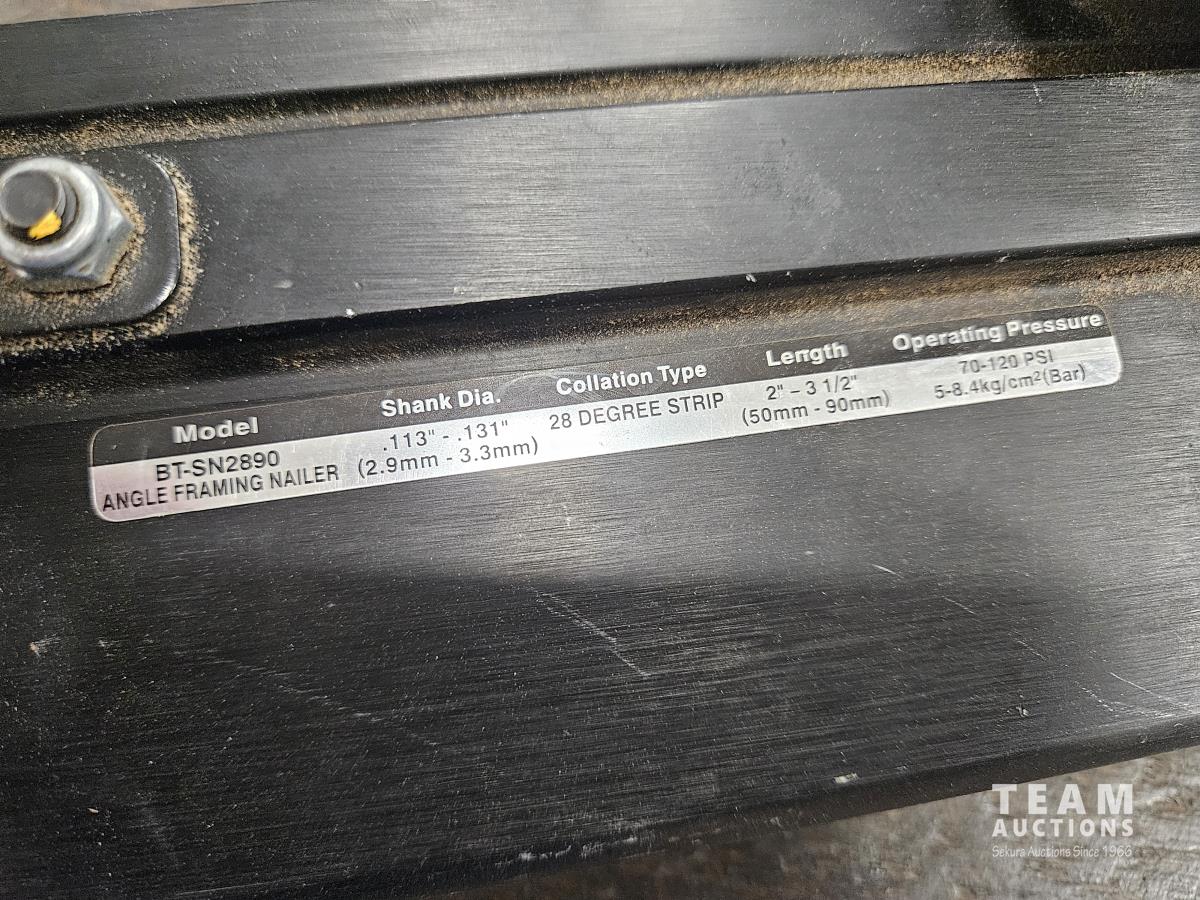 Model Shank Dia. Collation Type Length Operating Pressure
BT-SN2890 .113" - .131" 28 DEGREE STRIP 2" – 3 1/2" 70-120 PSI
ANGLE FRAMING NAILER (2.9mm - 3.3mm) (50mm - 90mm) 5-8.4kg/cm²(Bar)
TEAM
AUCTIONS
Sekura Auctions Since 1966